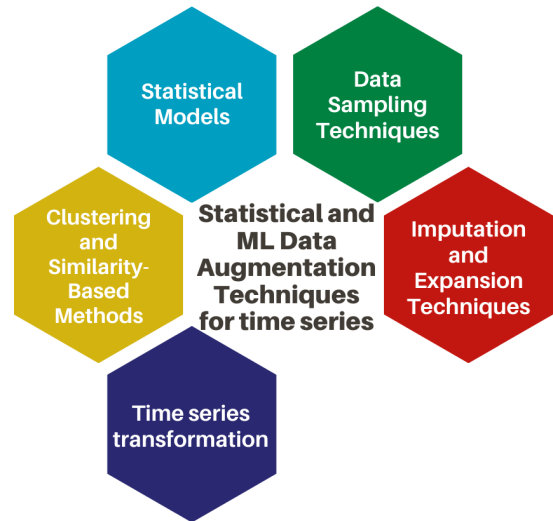 Statistical
Models
Data
Sampling
Techniques
Clustering
and
Similarity-
Based
Methods
Statistical and
ML Data
Augmentation
Techniques
for time series
Imputation
and
Expansion
Techniques
Time series
transformation